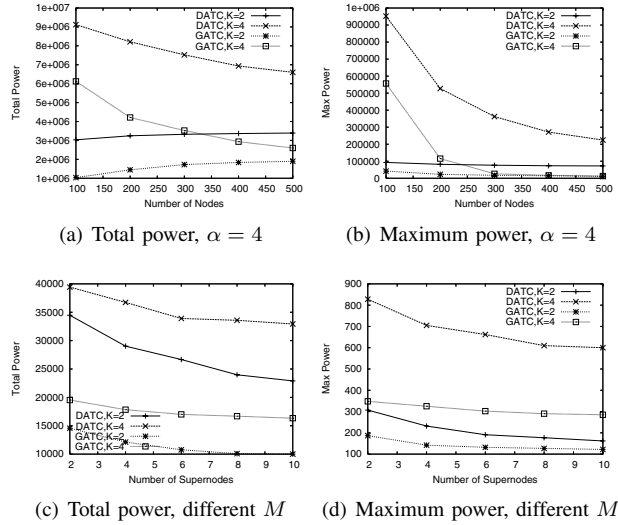 1e+007
9e+006
8e+006
7e+006
6e+006
5e+006
4e+006
3e+006
2e+006
1e+006
Total Power
DATC,K=2
DATC,K=4
GATC,K=2
GATC,K=4
100 150 200 250 300 350 400 450 500
Number of Nodes
(a) Total power, α = 4
1e+006
900000
800000
700000
600000
500000
400000
300000
200000
100000
0
Max Power
DATC,K=2
DATC,K=4
GATC,K=2
GATC,K=4
100 150 200 250 300 350 400 450 500
Number of Nodes
(b) Maximum power, α = 4
40000
35000
30000
25000
20000
15000
10000
Total Power
DATC,K=2
DATC,K=4
GATC,K=2
GATC,K=4
2 3 4 5 6 7 8 9 10
Number of Supernodes
(c) Total power, different M
900
800
700
600
500
400
300
200
100
Max Power
DATC,K=2
DATC,K=4
GATC,K=2
GATC,K=4
2 3 4 5 6 7 8 9 10
Number of Supernodes
(d) Maximum power, different M